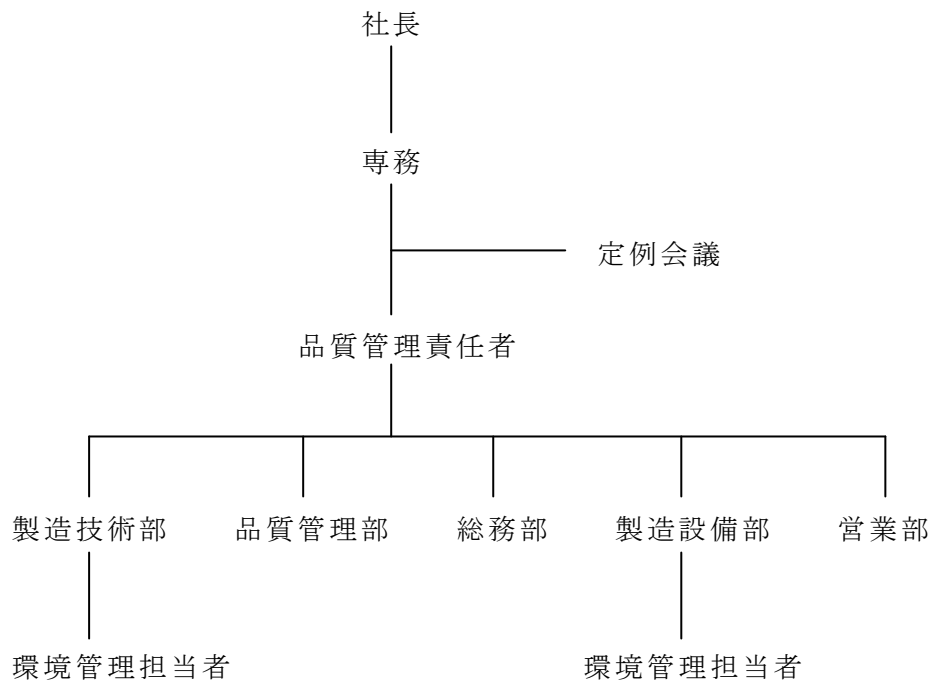 社長
専務
定例会議
品質管理責任者
製造技術部
品質管理部
総務部
製造設備部
営業部
環境管理担当者
環境管理担当者